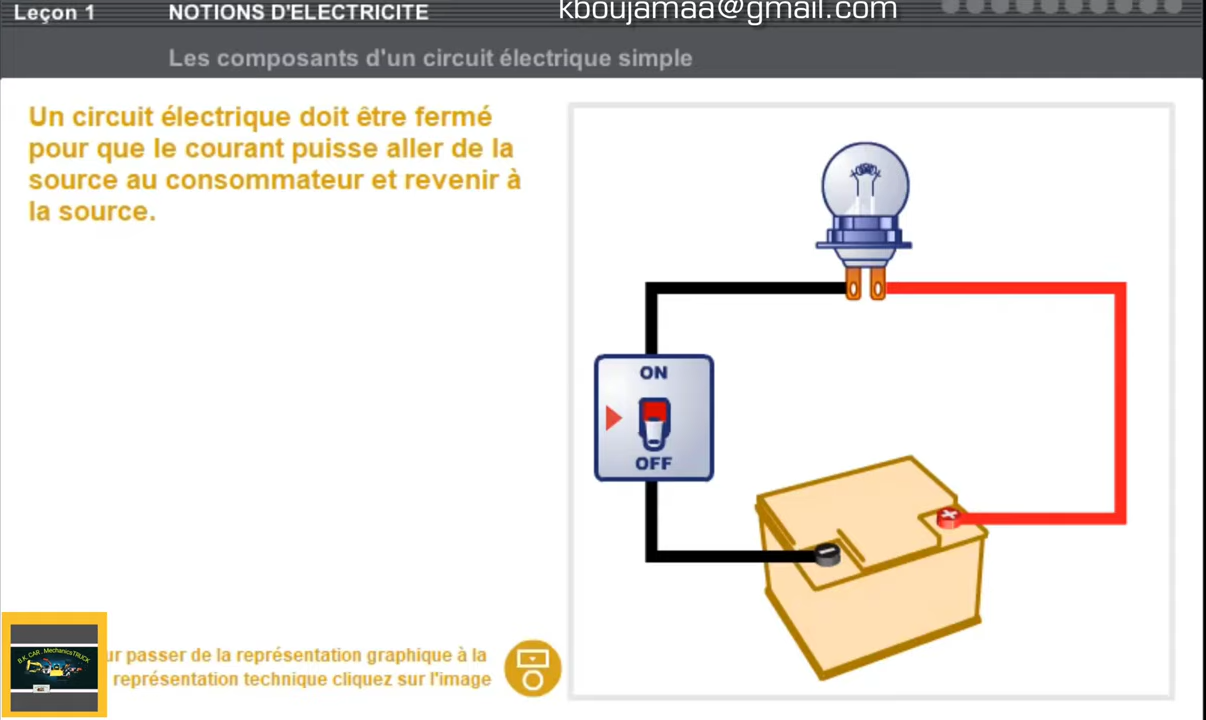 Leçon 1
NOTIONS D'ELECTRICITE
kboujamaa@gmail.com
Les composants d'un circuit électrique simple
Un circuit électrique doit être fermé
pour que le courant puisse aller de la
source au consommateur et revenir à
la source.
ON
OFF
B.K CAR MechanicsTRUCK
ur passer de la représentation graphique à la
représentation technique cliquez sur l'image